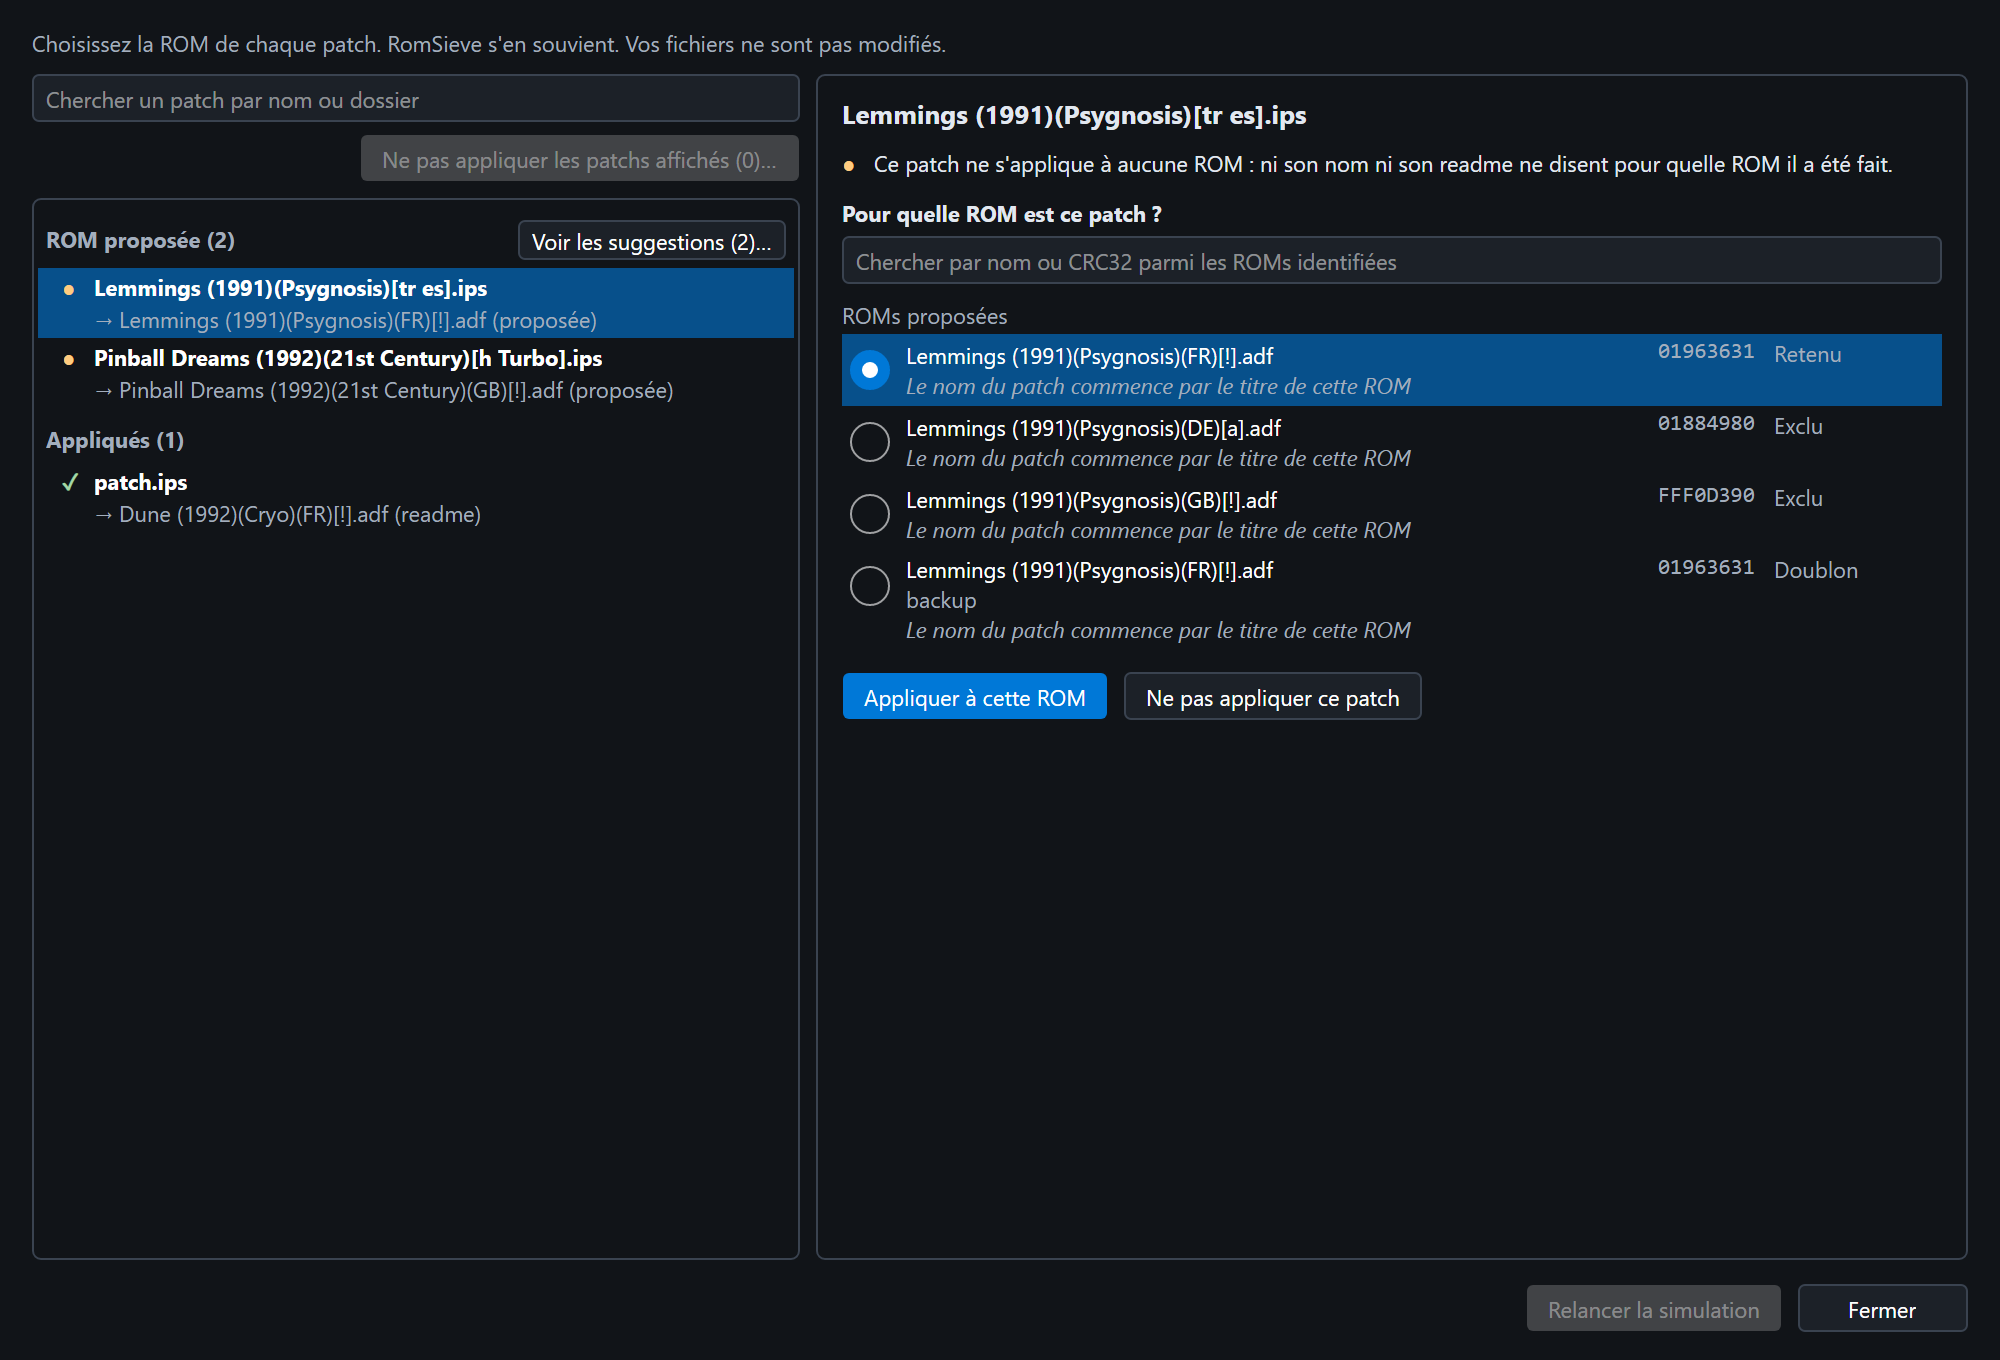 Choisissez la ROM de chaque patch. RomSieve s'en souvient. Vos fichiers ne sont pas modifiés.
Chercher un patch par nom ou dossier
Ne pas appliquer les patchs affichés (0)...
ROM proposée (2)
Voir les suggestions (2)...
Lemmings (1991)(Psygnosis)[tr es].ips
→ Lemmings (1991)(Psygnosis)(FR)[!].adf (proposée)
Pinball Dreams (1992)(21st Century)[h Turbo].ips
→ Pinball Dreams (1992)(21st Century)(GB)[!].adf (proposée)
Appliqués (1)
✓ patch.ips
→ Dune (1992)(Cryo)(FR)[!].adf (readme)
Lemmings (1991)(Psygnosis)[tr es].ips
Ce patch ne s'applique à aucune ROM : ni son nom ni son readme ne disent pour quelle ROM il a été fait.
Pour quelle ROM est ce patch ?
Chercher par nom ou CRC32 parmi les ROMs identifiées
ROMs proposées
Lemmings (1991)(Psygnosis)(FR)[!].adf 01963631 Retenu
Le nom du patch commence par le titre de cette ROM
Lemmings (1991)(Psygnosis)(DE)[a].adf 01884980 Exclu
Le nom du patch commence par le titre de cette ROM
Lemmings (1991)(Psygnosis)(GB)[!].adf FFF0D390 Exclu
Le nom du patch commence par le titre de cette ROM
Lemmings (1991)(Psygnosis)(FR)[!].adf 01963631 Doublon
backup
Le nom du patch commence par le titre de cette ROM
Appliquer à cette ROM
Ne pas appliquer ce patch
Relancer la simulation
Fermer